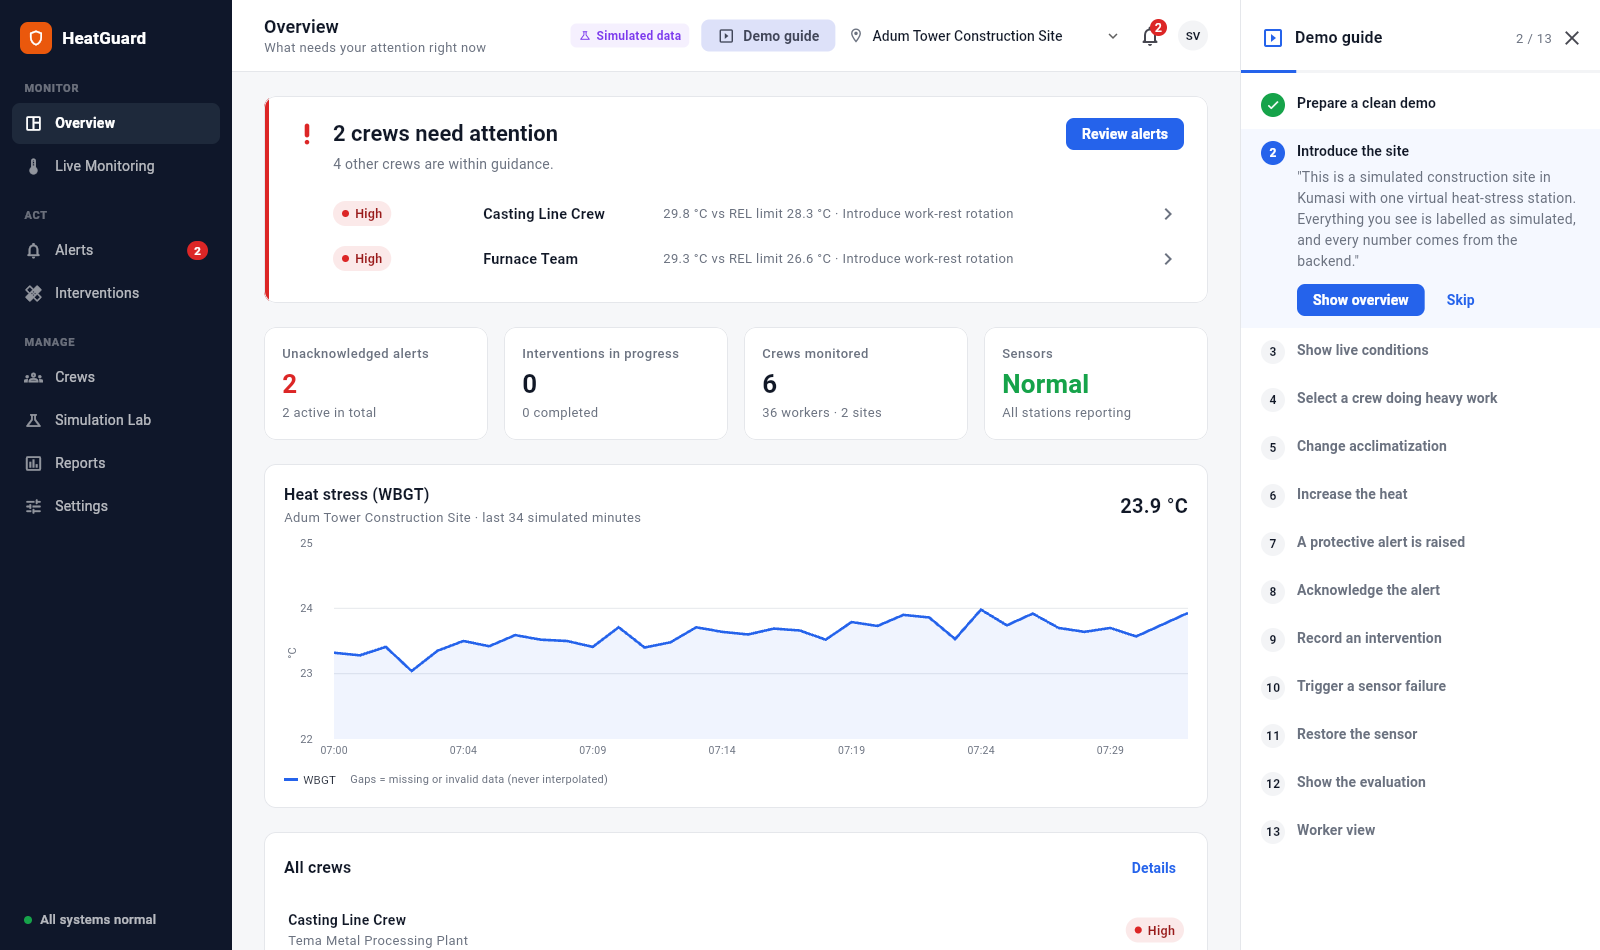 HeatGuard
MONITOR
Overview
Live Monitoring
ACT
Alerts
2
Interventions
MANAGE
Crews
Simulation Lab
Reports
Settings
All systems normal
Overview
What needs your attention right now
Simulated data
Demo guide
Adum Tower Construction Site
2
SV
2 crews need attention
4 other crews are within guidance.
Review alerts
High
Casting Line Crew
29.8 °C vs REL limit 28.3 °C · Introduce work-rest rotation
High
Furnace Team
29.3 °C vs REL limit 26.6 °C · Introduce work-rest rotation
Unacknowledged alerts
2
2 active in total
Interventions in progress
0
0 completed
Crews monitored
6
36 workers · 2 sites
Sensors
Normal
All stations reporting
Heat stress (WBGT)
Adum Tower Construction Site · last 34 simulated minutes
23.9 °C
25
24
°C
23
22
07:00 07:04 07:09 07:14 07:19 07:24 07:29
WBGT Gaps = missing or invalid data (never interpolated)
All crews
Details
Casting Line Crew
Tema Metal Processing Plant
High
Demo guide
2 / 13
Prepare a clean demo
2 Introduce the site
"This is a simulated construction site in
Kumasi with one virtual heat-stress station.
Everything you see is labelled as simulated,
and every number comes from the
backend."
Show overview
Skip
3 Show live conditions
4 Select a crew doing heavy work
5 Change acclimatization
6 Increase the heat
7 A protective alert is raised
8 Acknowledge the alert
9 Record an intervention
10 Trigger a sensor failure
11 Restore the sensor
12 Show the evaluation
13 Worker view